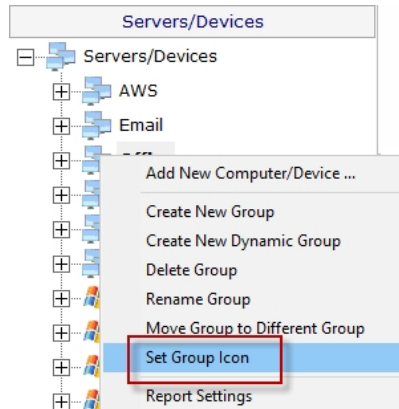 Servers/Devices
Servers/Devices
AWS
Email
Add New Computer/Device ...
Create New Group
Create New Dynamic Group
Delete Group
Rename Group
Move Group to Different Group
Set Group Icon
Report Settings